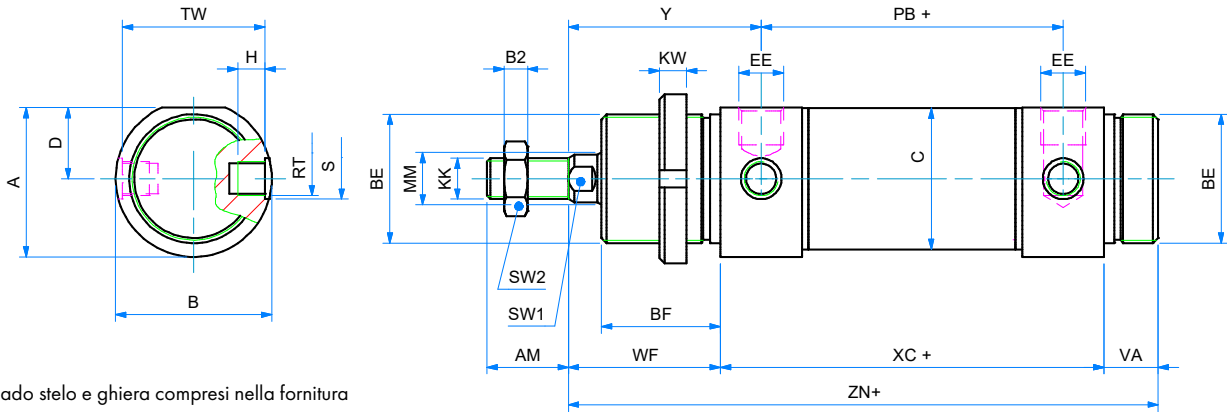 TW
H
D
A
RT
S
B
Y
PB +
B2
KW
EE
EE
BE
MM
KK
C
BE
SW2
SW1
BF
AM
WF
XC +
VA
ZN+
ado stelo e ghiera compresi nella fornitura